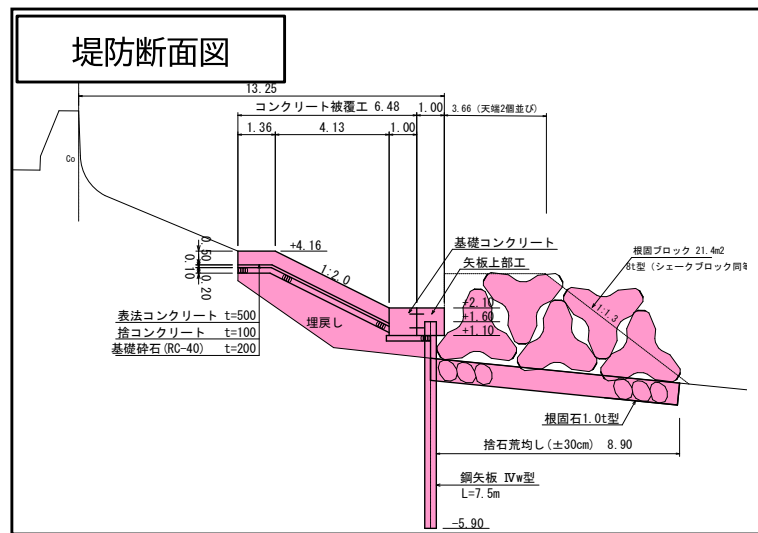 堤防断面図
13.25
コンクリート被覆工 6.48
1.00
3.66 (天端2個並び)
1.36
4.13
1.00
Co
0.50
0.10
0.20
+4.16
1:2.0
基礎コンクリート
矢板上部工
根固ブロック 21.4m2
8t型 (シェークブロック同等
1:1.3
+2.10
+1.60
+1.10
表法コンクリート t=500
捨コンクリート t=100
基礎砕石(RC-40) t=200
埋戻し
根固石1.0t型
捨石荒均し(±30cm) 8.90
鋼矢板 Ⅳw型
L=7.5m
-5.90